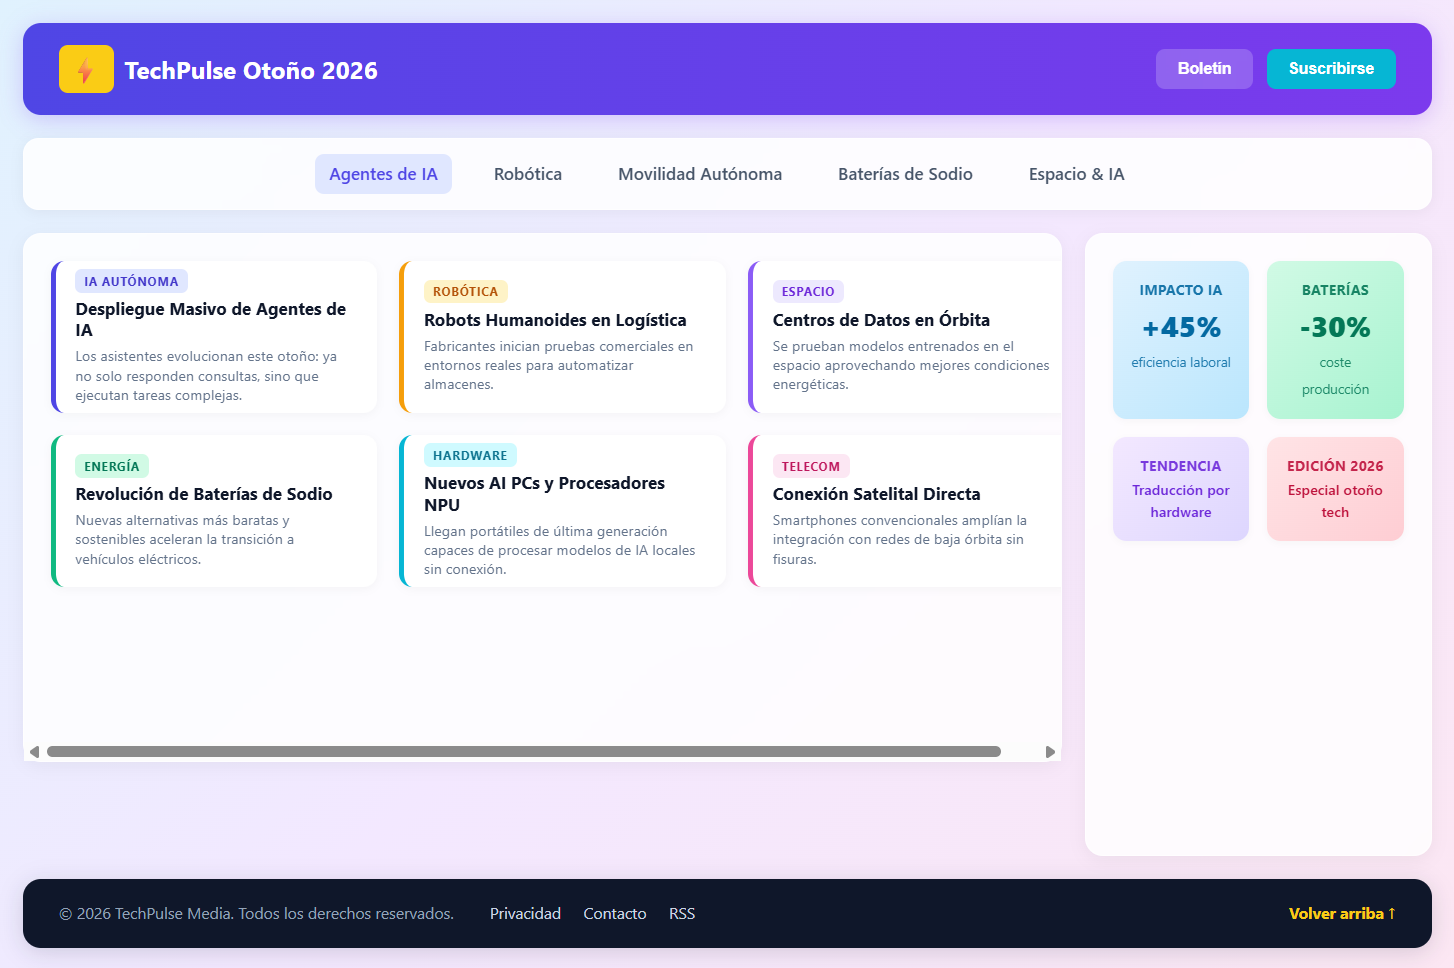 TechPulse Otoño 2026
Boletín
Suscribirse
Agentes de IA
Robótica
Movilidad Autónoma
Baterías de Sodio
Espacio & IA
IA AUTÓNOMA
Despliegue Masivo de Agentes de
IA
Los asistentes evolucionan este otoño: ya
no solo responden consultas, sino que
ejecutan tareas complejas.
ROBÓTICA
Robots Humanoides en Logística
Fabricantes inician pruebas comerciales en
entornos reales para automatizar
almacenes.
ESPACIO
Centros de Datos en Órbita
Se prueban modelos entrenados en el
espacio aprovechando mejores condiciones
energéticas.
ENERGÍA
Revolución de Baterías de Sodio
Nuevas alternativas más baratas y
sostenibles aceleran la transición a
vehículos eléctricos.
HARDWARE
Nuevos AI PCs y Procesadores
NPU
Llegan portátiles de última generación
capaces de procesar modelos de IA locales
sin conexión.
TELECOM
Conexión Satelital Directa
Smartphones convencionales amplían la
integración con redes de baja órbita sin
fisuras.
IMPACTO IA
+45%
eficiencia laboral
BATERÍAS
-30%
coste
producción
TENDENCIA
Traducción por
hardware
EDICIÓN 2026
Especial otoño
tech
© 2026 TechPulse Media. Todos los derechos reservados.
Privacidad
Contacto
RSS
Volver arriba ↑